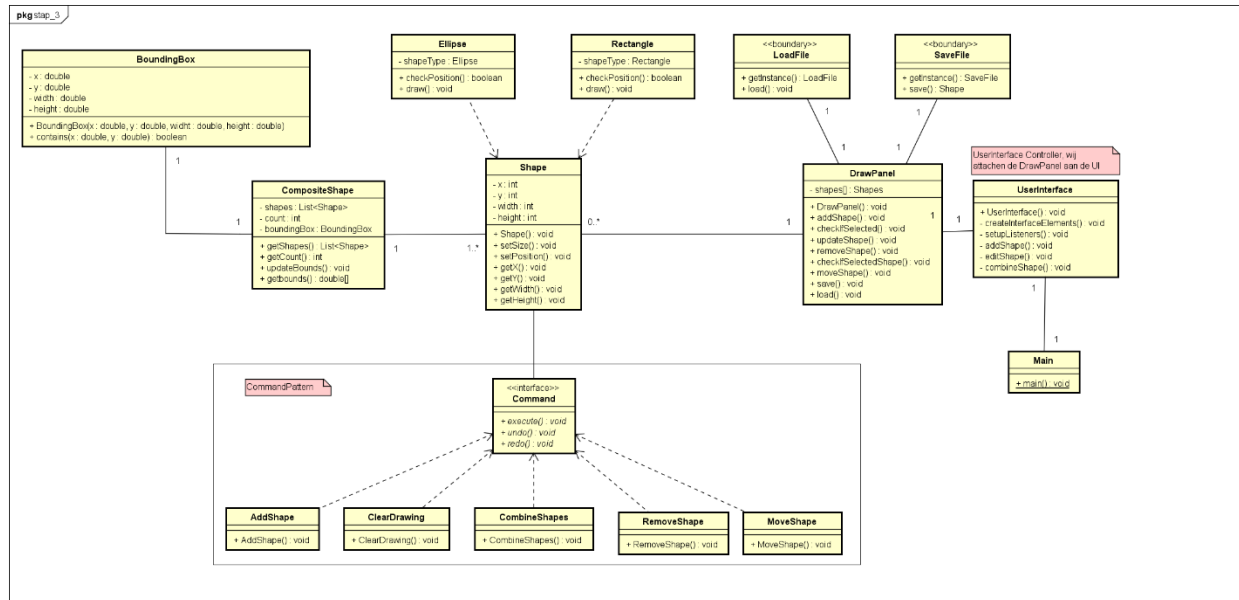 pkg stap_3
BoundingBox
- x : double
- y : double
- width : double
- height : double
+ BoundingBox(x : double, y : double, widht : double, height : double)
+ contains(x : double, y : double) : boolean
Ellipse
- shapeType : Ellipse
+ checkPosition() : boolean
+ draw() : void
Rectangle
- shapeType : Rectangle
+ checkPosition() : boolean
+ draw() : void
<<boundary>>
LoadFile
+ getInstance() : LoadFile
+ load() : void
<<boundary>>
SaveFile
+ getInstance() : SaveFile
+ save() : Shape
1
1
1
1
1
CompositeShape
- shapes : List<Shape>
- count : int
- boundingBox : BoundingBox
+ getShapes() : List<Shape>
+ getCount() : int
+ updateBounds() : void
+ getbounds() : double[]
1
1
1..*
Shape
- x : int
- y : int
- width : int
- height : int
+ Shape() : void
+ setSize() : void
+ setPosition() : void
+ getX() : void
+ getY() : void
+ getWidth() : void
+ getHeight() : void
0..*
1
DrawPanel
- shapes[] : Shapes
+ DrawPanel() : void
+ addShape() : void
+ checkIfSelected() : void
+ updateShape() : void
+ removeShape() : void
+ checkIfSelectedShape() : void
+ moveShape() : void
+ save() : void
+ load() : void
1
1
UserInterface Controller, wij
attachen de DrawPanel aan de UI
UserInterface
+ UserInterface() : void
- createInterfaceElements() : void
- setupListeners() : void
- addShape() : void
- editShape() : void
- combineShape() : void
1
1
Main
+ main() : void
CommandPattern
<<interface>>
Command
+ execute() : void
+ undo() : void
+ redo() : void
AddShape
+ AddShape() : void
ClearDrawing
+ ClearDrawing() : void
CombineShapes
+ CombineShapes() : void
RemoveShape
+ RemoveShape() : void
MoveShape
+ MoveShape() : void